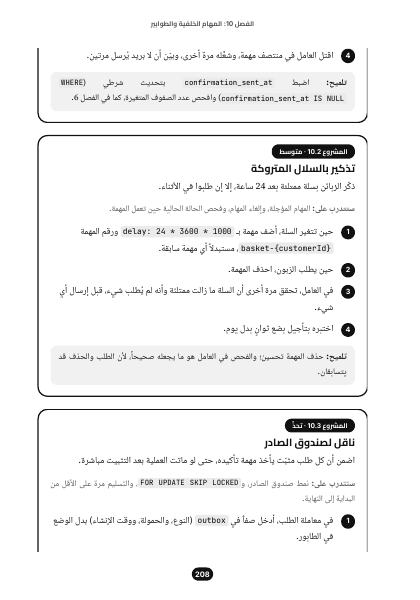 الفصل 10: المهام الخلفية والطوابير
4 اقتل العامل في منتصف مهمة، وشغّله مرة أخرى، وبيّن أن لا بريد يُرسل مرتين.
تلميح: اضبط confirmation_sent_at بتحديث شرطي (WHERE
confirmation_sent_at IS NULL) وافحص عدد الصفوف المتغيرة، كما في الفصل 6.
المشروع 10.2 · متوسط
تذكير بالسلال المتروكة
ذكّر الزبائن بسلة ممتلئة بعد 24 ساعة، إلا إن طلبوا في الأثناء.
ستتدرب على: المهام المؤجلة، وإلغاء المهام، وفحص الحالة الحالية حين تعمل المهمة.
1 حين تتغير السلة، أضف مهمة بـ delay: 24 * 3600 * 1000 ورقم المهمة
basket-{customerId}، مستبدلاً أي مهمة سابقة.
2 حين يطلب الزبون، احذف المهمة.
3 في العامل، تحقق مرة أخرى أن السلة ما زالت ممتلئة وأنه لم يُطلب شيء، قبل إرسال أي
شيء.
4 اختبره بتأجيل بضع ثوانٍ بدل يوم.
تلميح: حذف المهمة تحسين؛ والفحص في العامل هو ما يجعله صحيحاً، لأن الطلب والحذف قد
يتسابقان.
المشروع 10.3 · تحدٍّ
ناقل لصندوق الصادر
اضمن أن كل طلب مثبّت يأخذ مهمة تأكيده، حتى لو ماتت العملية بعد التثبيت مباشرة.
ستتدرب على: نمط صندوق الصادر، و FOR UPDATE SKIP LOCKED، والتسليم مرة على الأقل من
البداية إلى النهاية.
1 في معاملة الطلب، أدخل صفاً في outbox (النوع، والحمولة، ووقت الإنشاء) بدل الوضع
في الطابور.
208